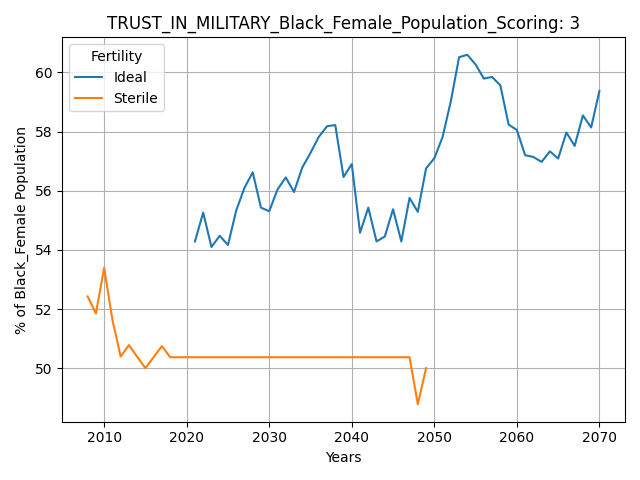 TRUST_IN_MILITARY_Black_Female_Population_Scoring: 3
Fertility
Ideal
Sterile
% of Black_Female Population
60
58
56
54
52
50
2010
2020
2030
2040
2050
2060
2070
Years